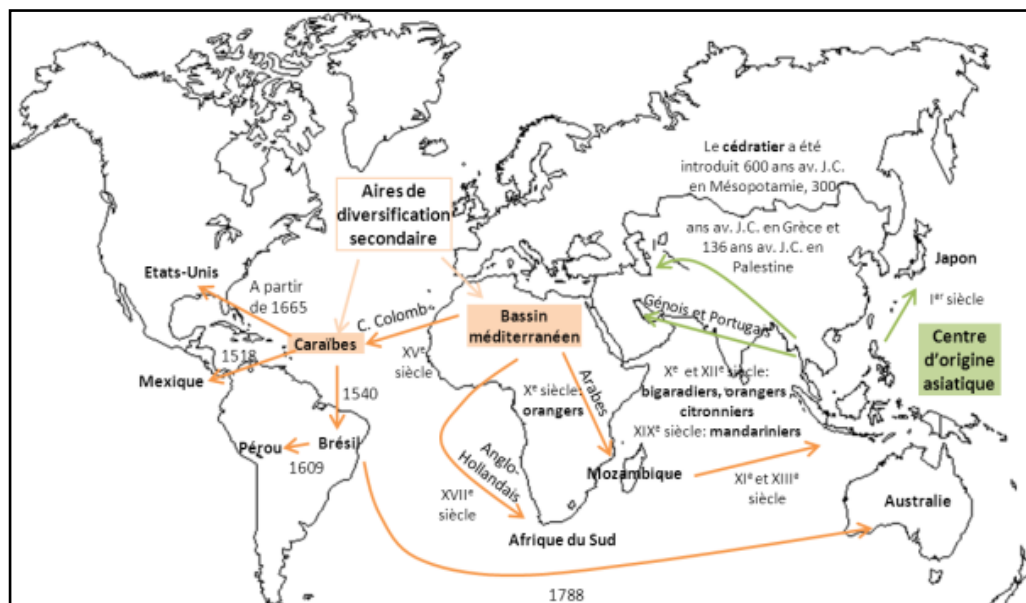 Le cédratier a été
introduit 600 ans av. J.C.
en Mésopotamie, 300
ans av. J.C. en Grèce et
136 ans av. J.C. en
Palestine
Aires de
diversification
secondaire
Japon
Etats-Unis
A partir
de 1665
Ier siècle
Génois et Portugais
C. Colomb
Bassin
méditerranéen
Centre
d'origine
asiatique
Caraïbes
1518
XVe
siècle
Mexique
Xe et XIIe siècle:
bigaradiers, orangers
citronniers
XIXe siècle: mandariniers
Xe siècle:
orangers
Arabes
1540
Pérou
Brésil
1609
Anglo-
Hollandais
Mozambique
XIe et XIIIe
siècle
XVIIe
siècle
Australie
Afrique du Sud
1788